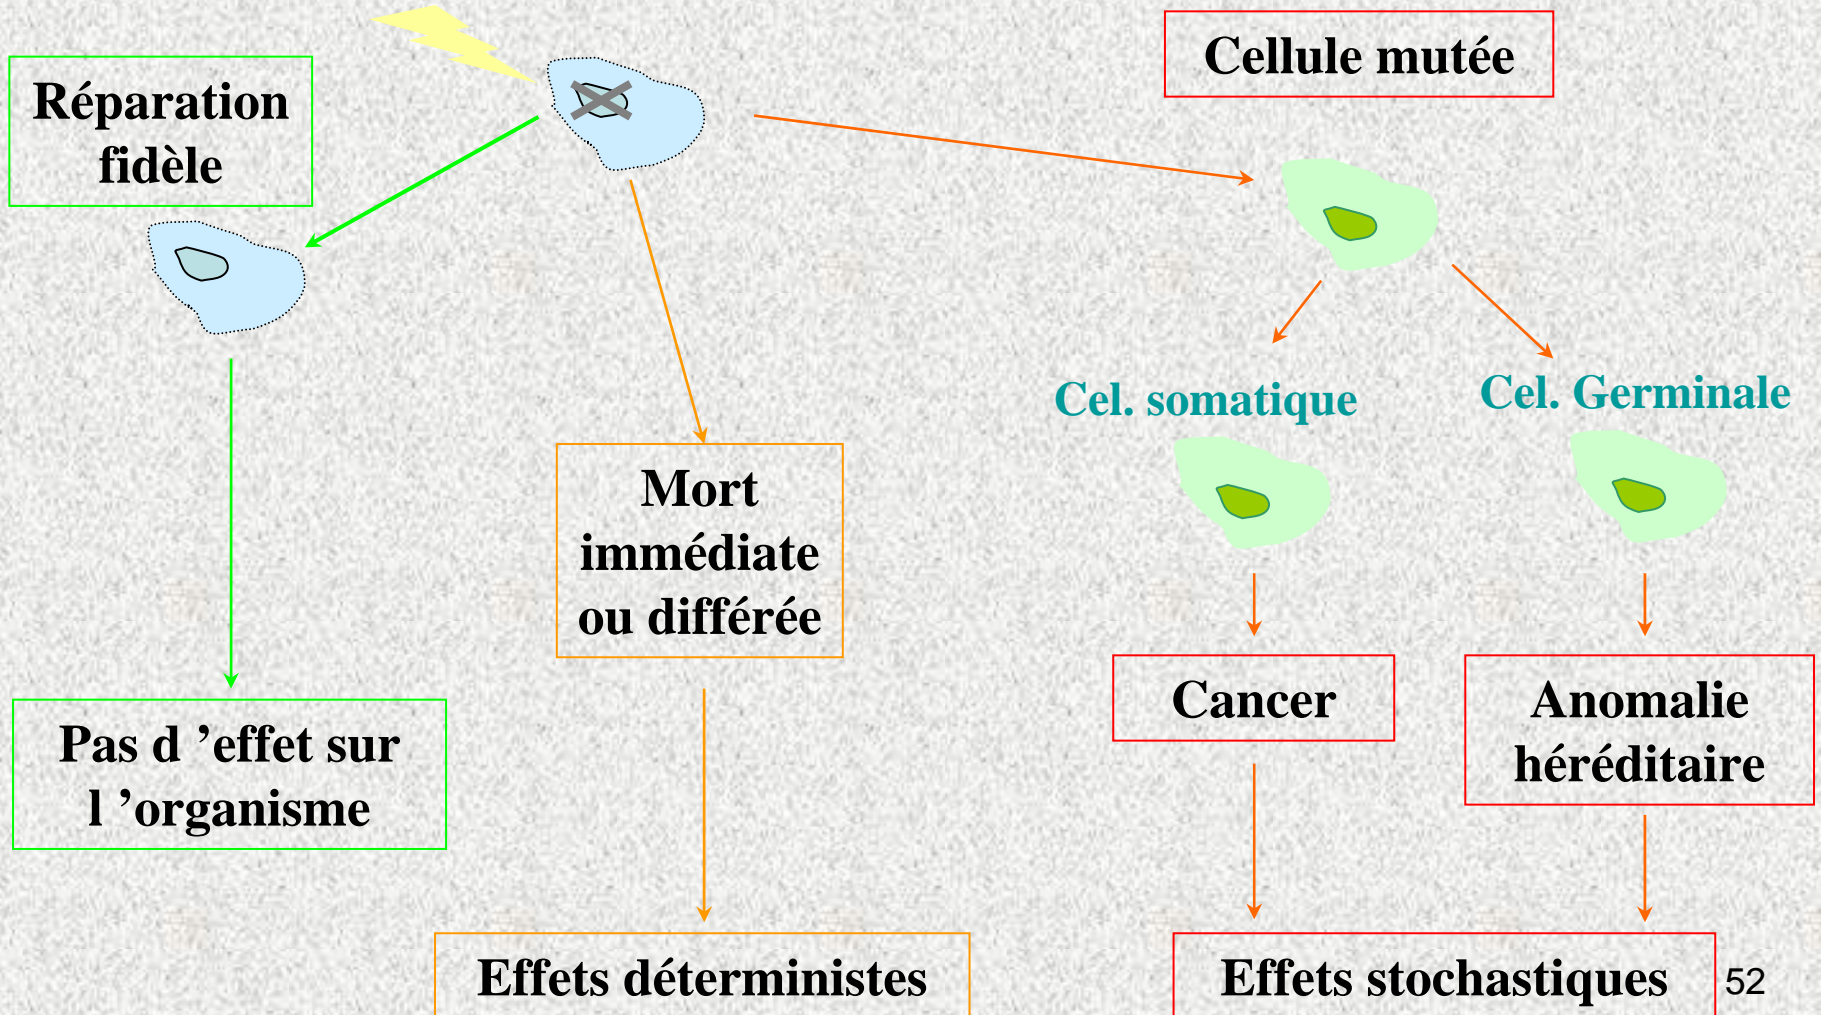 Réparation
fidèle
Cellule mutée
Cel. somatique
Cel. Germinale
Mort
immédiate
ou différée
Pas d ’effet sur
l ’organisme
Cancer
Anomalie
héréditaire
Effets déterministes
Effets stochastiques
52